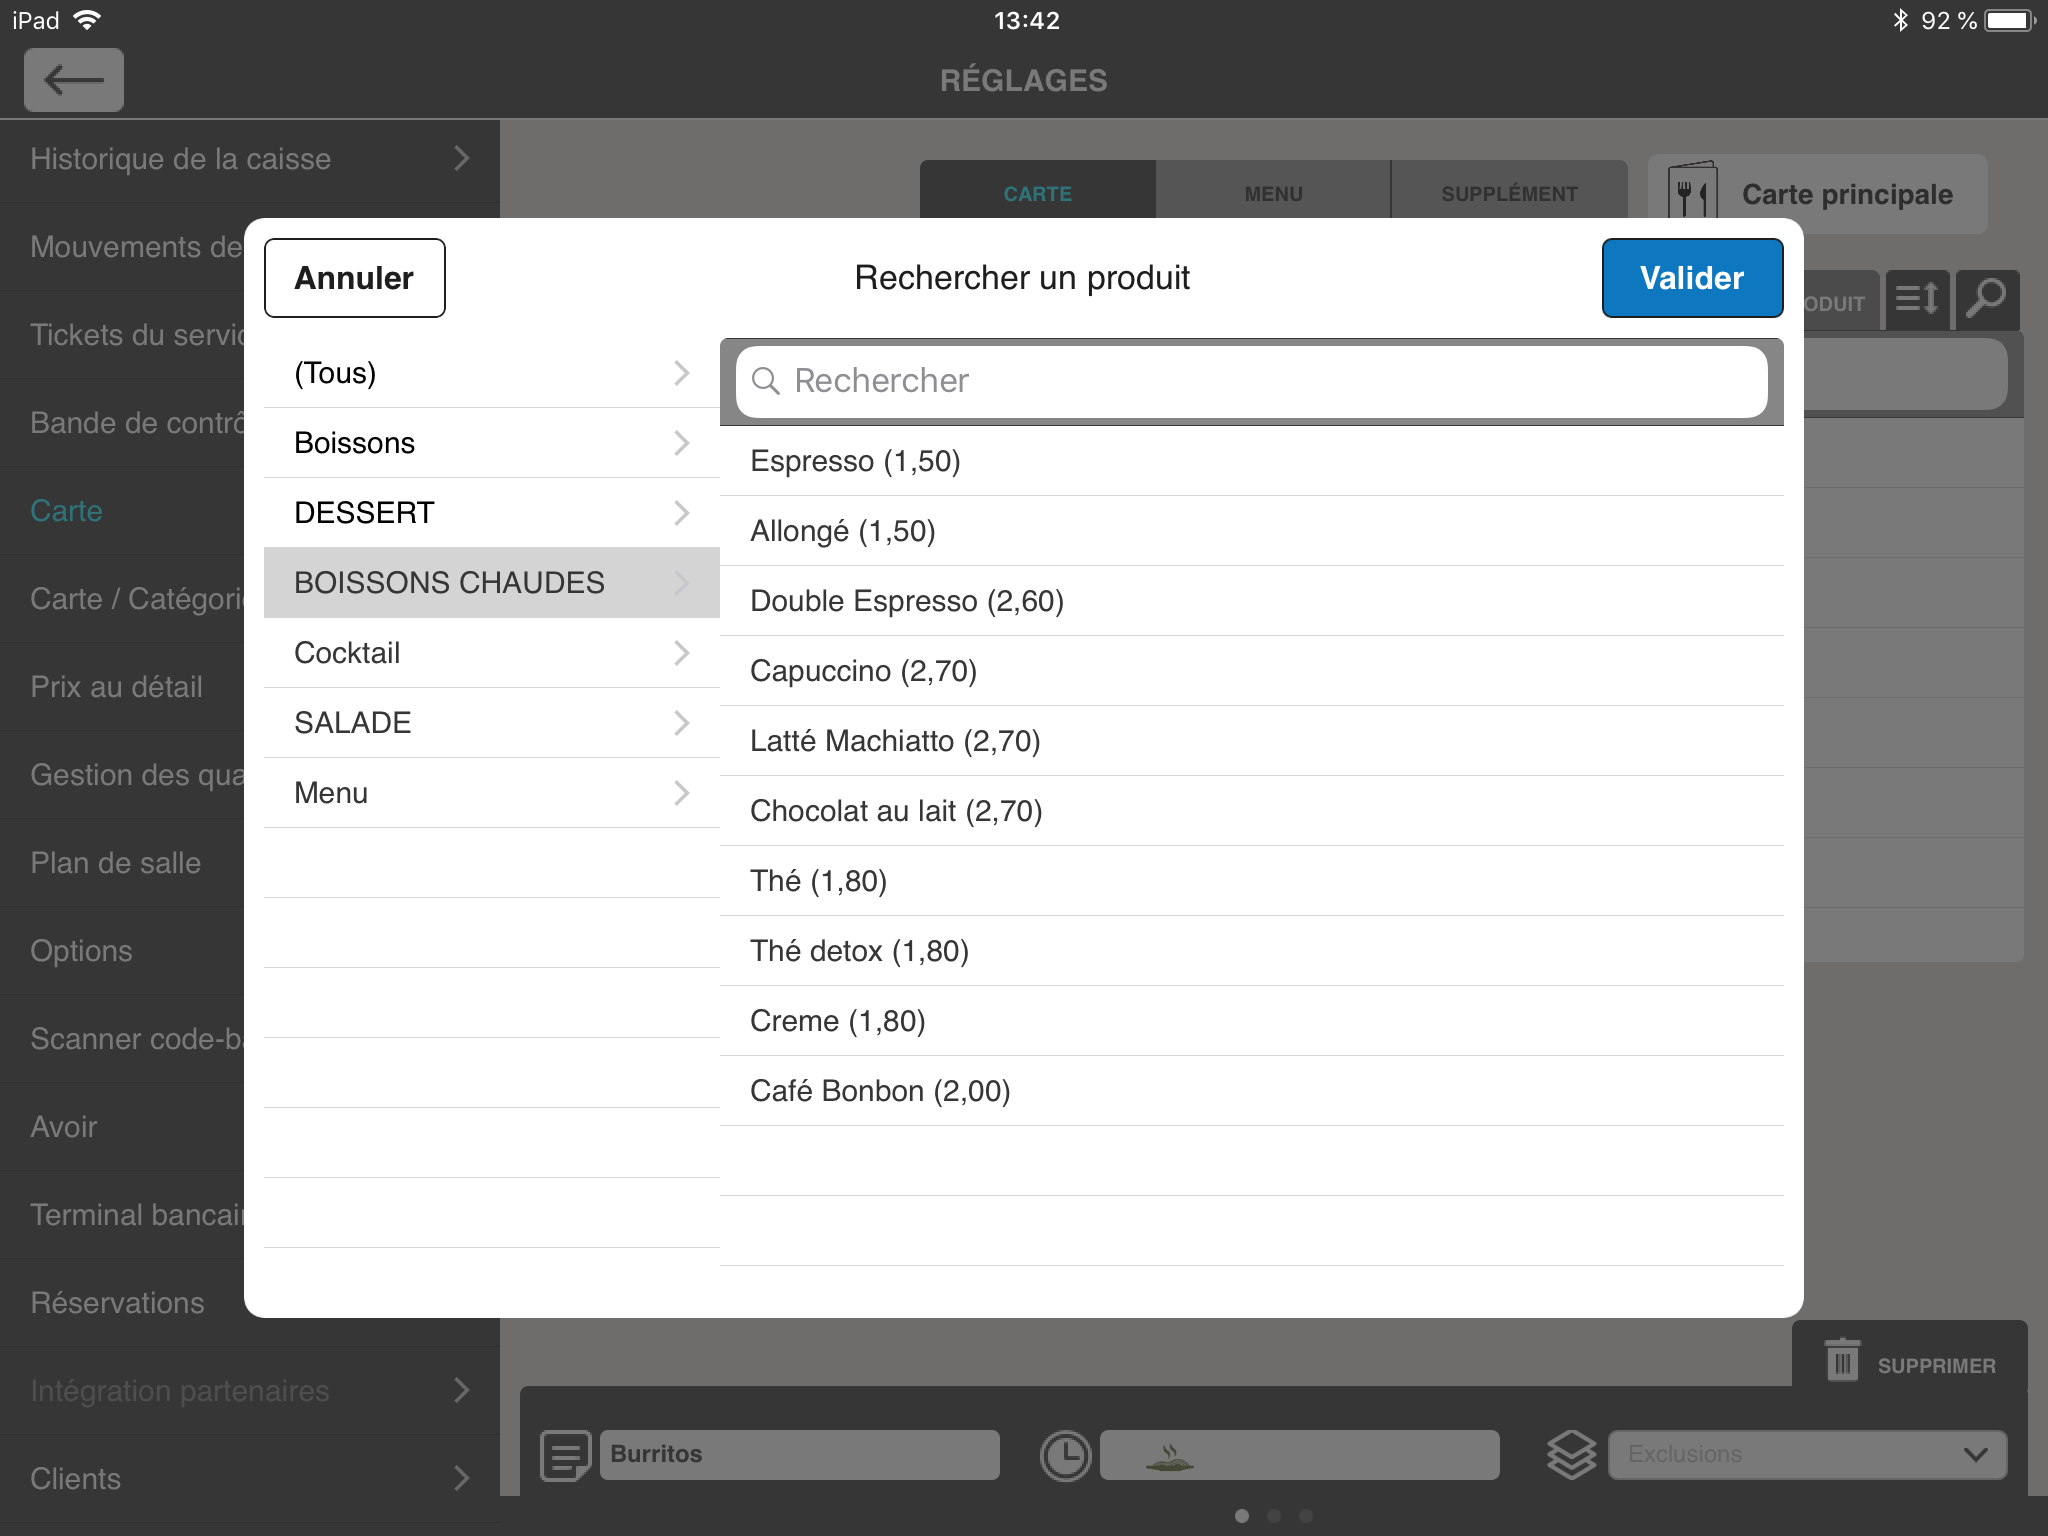 iPad
13:42
92 %
RÉGLAGES
Historique de la caisse
Mouvements de
Tickets du servic
Bande de contrô
Carte
Carte / Catégorie
Prix au détail
Gestion des qua
Plan de salle
Options
Scanner code-ba
Avoir
Terminal bancair
Réservations
Intégration partenaires
Clients
CARTE
MENU
SUPPLÉMENT
Carte principale
ODUIT
Annuler
Rechercher un produit
Valider
(Tous)
Boissons
DESSERT
BOISSONS CHAUDES
Cocktail
SALADE
Menu
Rechercher
Espresso (1,50)
Allongé (1,50)
Double Espresso (2,60)
Capuccino (2,70)
Latté Machiatto (2,70)
Chocolat au lait (2,70)
Thé (1,80)
Thé detox (1,80)
Creme (1,80)
Café Bonbon (2,00)
SUPPRIMER
Burritos
Exclusions